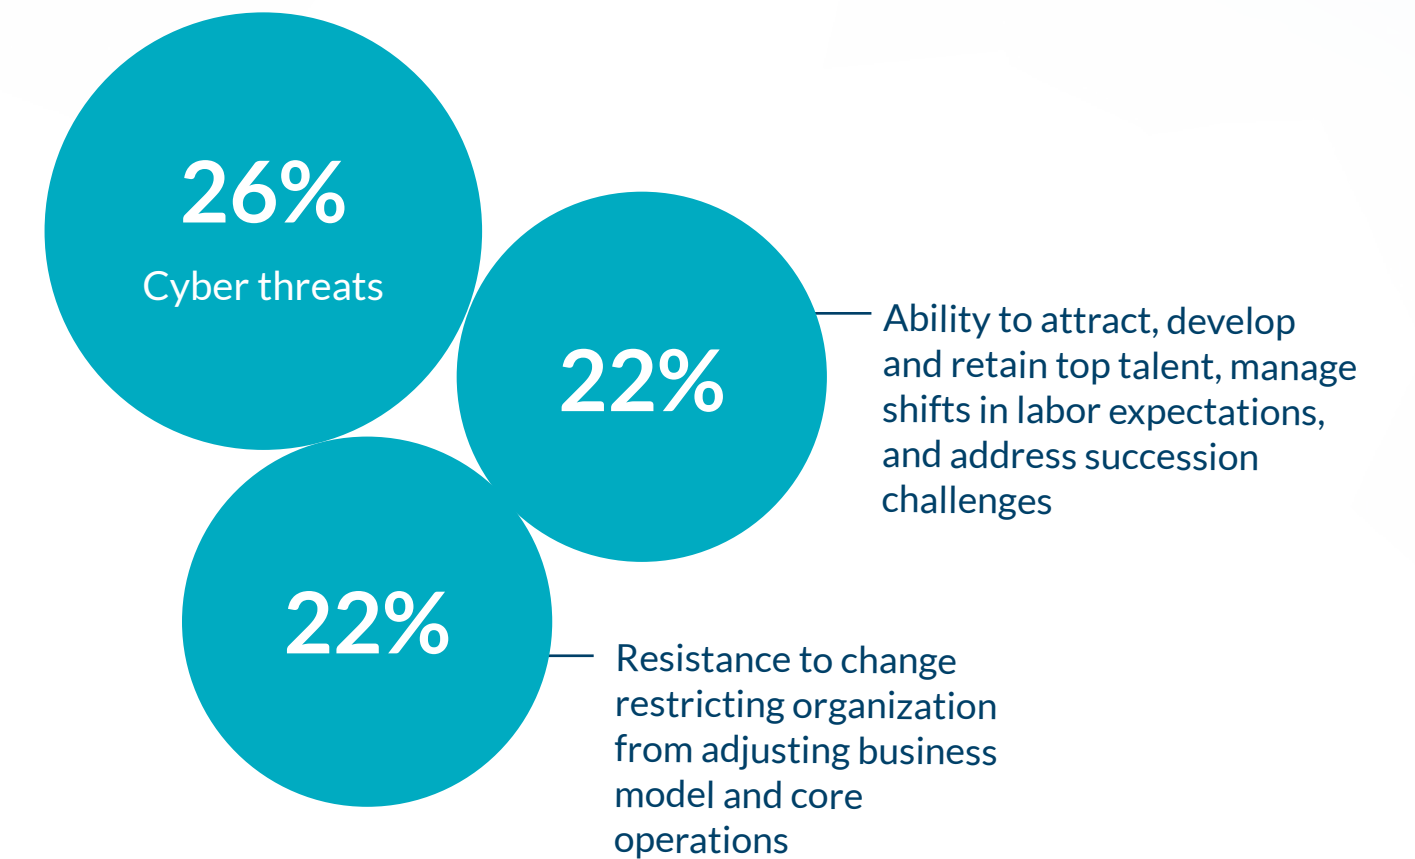 26%
Cyber threats
22%
Ability to attract, develop
and retain top talent, manage
shifts in labor expectations,
and address succession
challenges
22%
Resistance to change
restricting organization
from adjusting business
model and core
operations